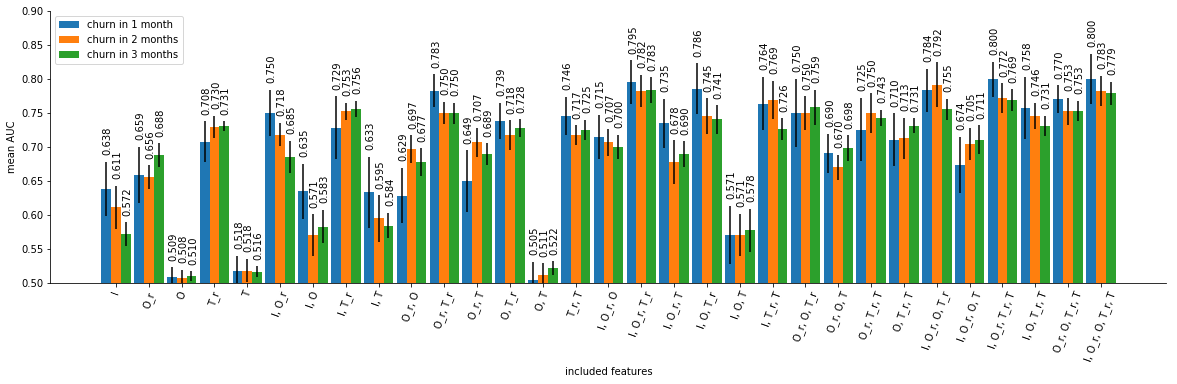 churn in 1 month
churn in 2 months
churn in 3 months
mean AUC
0.90
0.85
0.80
0.75
0.70
0.65
0.60
0.55
0.50
0.638
0.611
0.572
0.659
0.656
0.688
0.509
0.508
0.510
0.708
0.730
0.731
0.518
0.518
0.516
0.750
0.718
0.685
0.635
0.571
0.583
0.729
0.753
0.756
0.633
0.595
0.584
0.629
0.697
0.677
0.783
0.750
0.750
0.649
0.707
0.689
0.739
0.718
0.728
0.505
0.511
0.522
0.746
0.717
0.725
0.715
0.707
0.700
0.795
0.782
0.783
0.735
0.678
0.690
0.786
0.745
0.741
0.571
0.571
0.578
0.764
0.769
0.726
0.750
0.750
0.759
0.690
0.670
0.698
0.725
0.750
0.743
0.710
0.713
0.731
0.784
0.792
0.755
0.674
0.705
0.711
0.800
0.772
0.769
0.758
0.746
0.731
0.770
0.753
0.753
0.800
0.783
0.779
I
O_r
O
T_r
T
I, O_r
I, O
I, T_r
I, T
O_r, O
O_r, T_r
O_r, T
O, T_r
O, T
T_r, T
I, O_r, O
I, O_r, T_r
I, O_r, T
I, O, T_r
I, O, T
I, T_r, T
O_r, O, T_r
O_r, O, T
O_r, T_r, T
O, T_r, T
I, O_r, O, T_r
I, O_r, O, T
I, O_r, T_r, T
I, O, T_r, T
O_r, O, T_r, T
I, O_r, O, T_r, T
included features